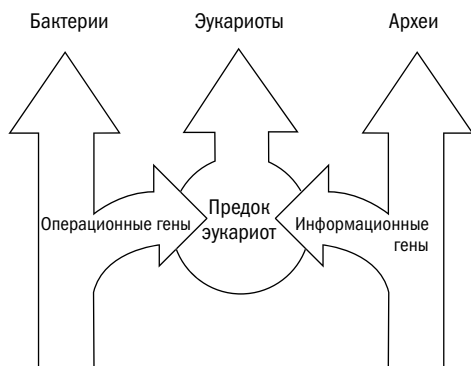 Бактерии
Эукариоты
Археи
Операционные гены
Предок
эукариот
Информационные
гены